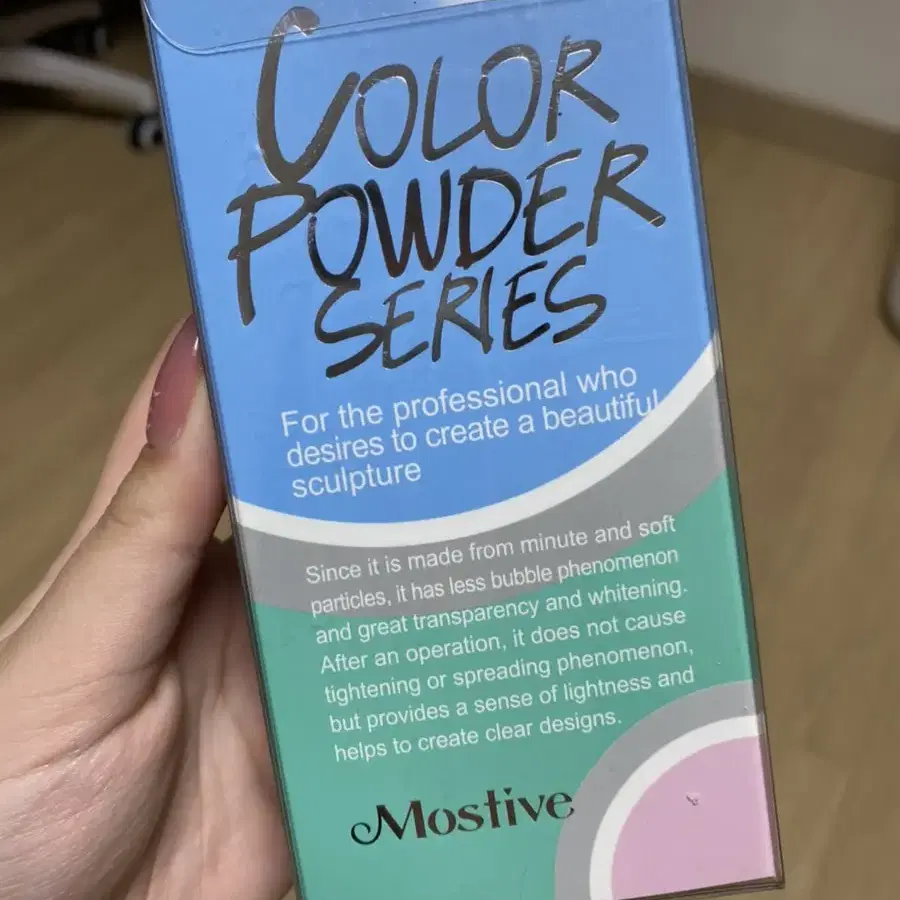 COLOR
POWDER
SERIES
For the professional who
desires to create a beautiful
sculpture
Since it is made from minute and soft
particles, it has less bubble phenomenon
and great transparency and whitening.
After an operation, it does not cause
tightening or spreading phenomenon,
but provides a sense of lightness and
helps to create clear designs.
Mostive